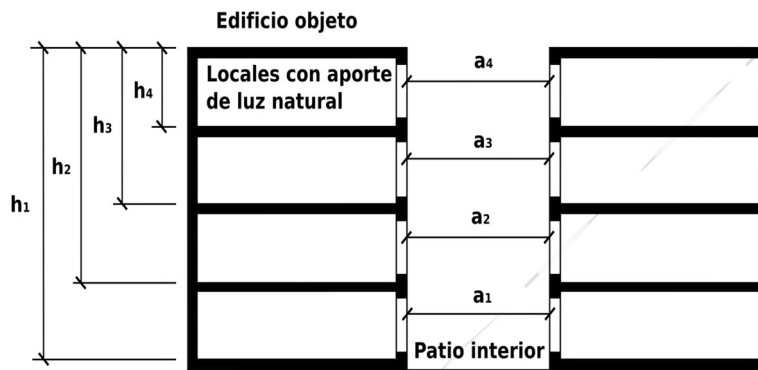 Edificio objeto
Locales con aporte
de luz natural
a4
h4
h3
a3
h2
h1
a2
a1
Patio interior